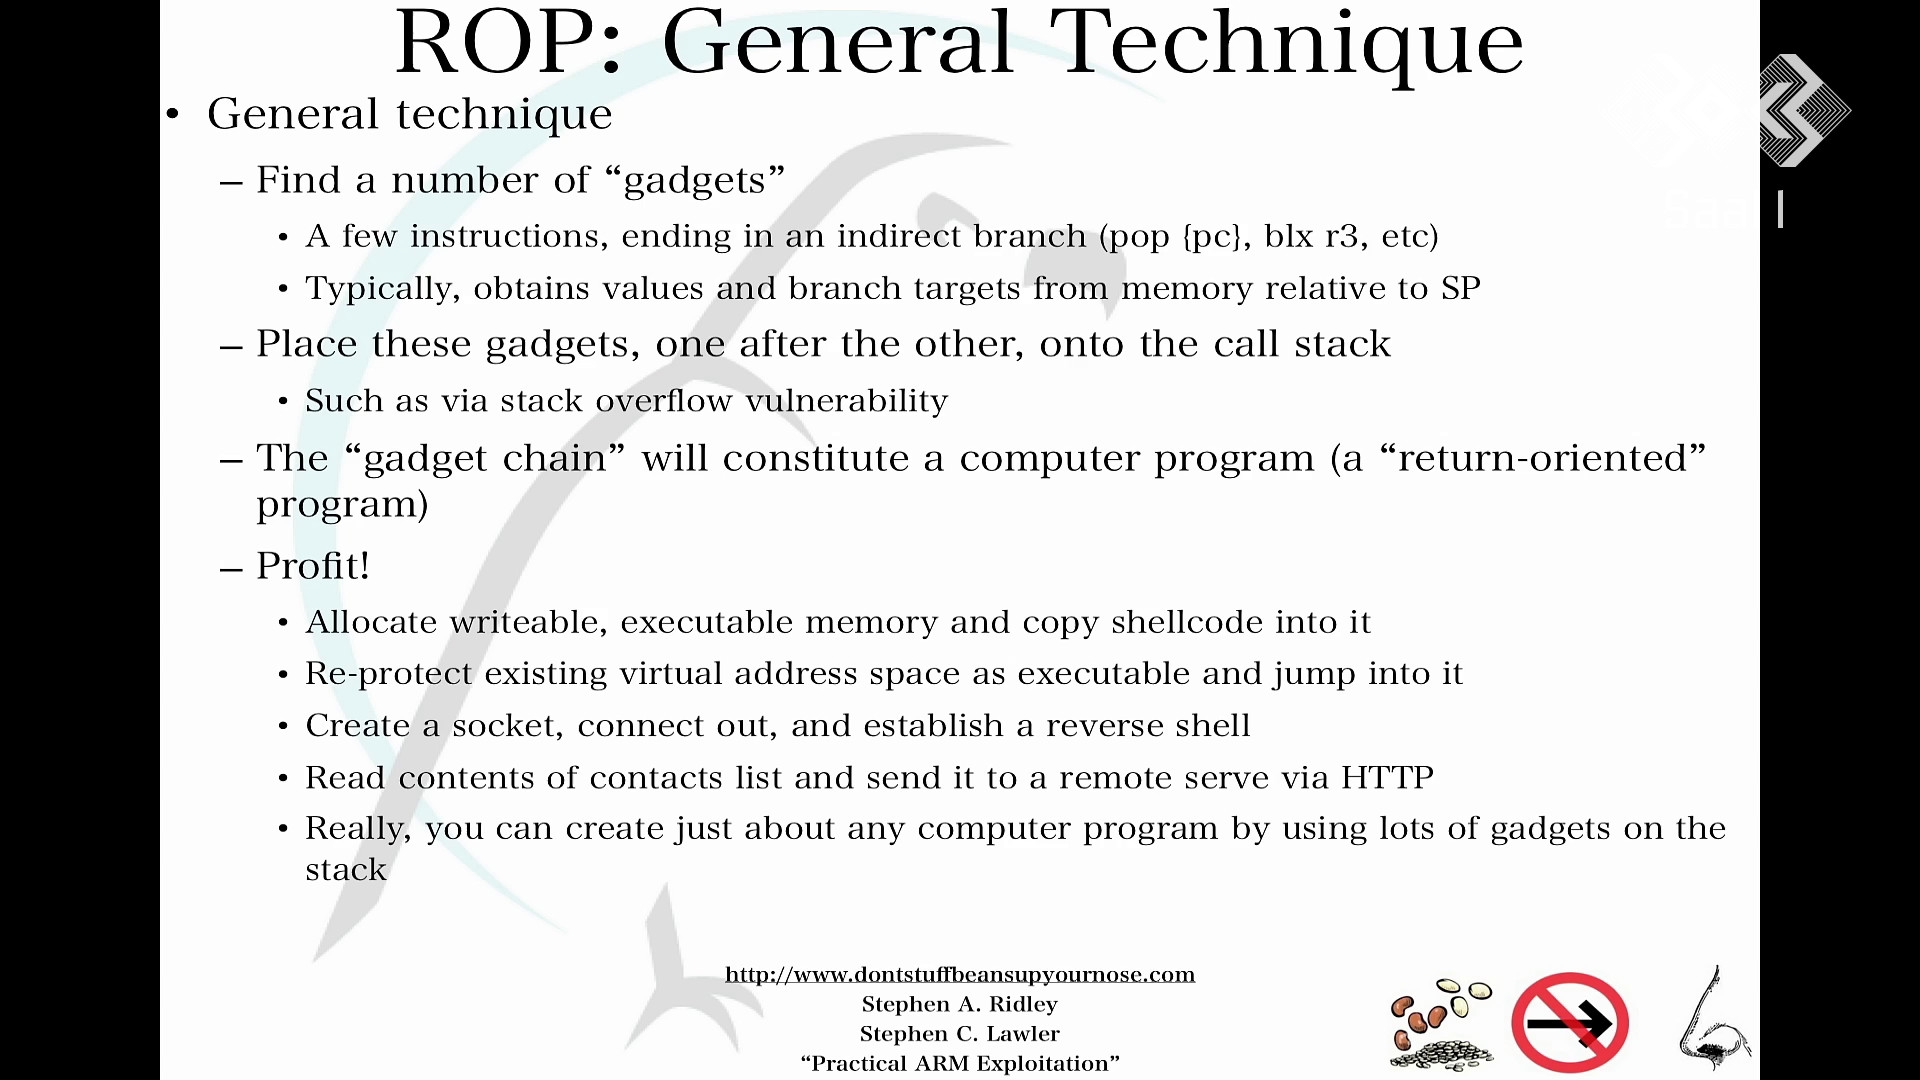 ROP: General Technique
• General technique
– Find a number of “gadgets”
• A few instructions, ending in an indirect branch (pop {pc}, blx r3, etc)
• Typically, obtains values and branch targets from memory relative to SP
– Place these gadgets, one after the other, onto the call stack
• Such as via stack overflow vulnerability
– The “gadget chain” will constitute a computer program (a “return-oriented”
program)
– Profit!
• Allocate writeable, executable memory and copy shellcode into it
• Re-protect existing virtual address space as executable and jump into it
• Create a socket, connect out, and establish a reverse shell
• Read contents of contacts list and send it to a remote serve via HTTP
• Really, you can create just about any computer program by using lots of gadgets on the
stack
http://www.dontstuffbeansupyournose.com
Stephen A. Ridley
Stephen C. Lawler
“Practical ARM Exploitation”